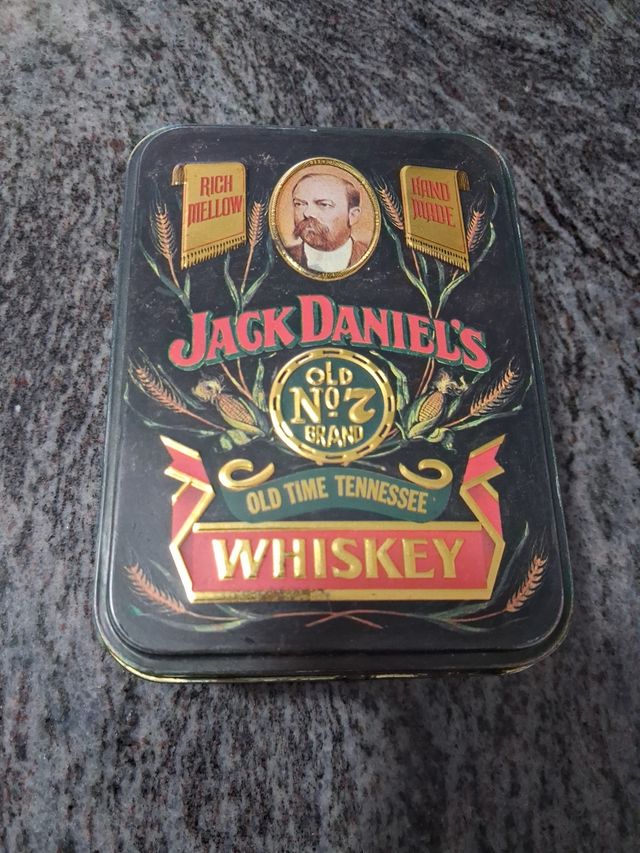 RICH
MELLOW
HAND
MADE
JACK DANIEL'S
OLD
No 7
BRAND
OLD TIME TENNESSEE
WHISKEY